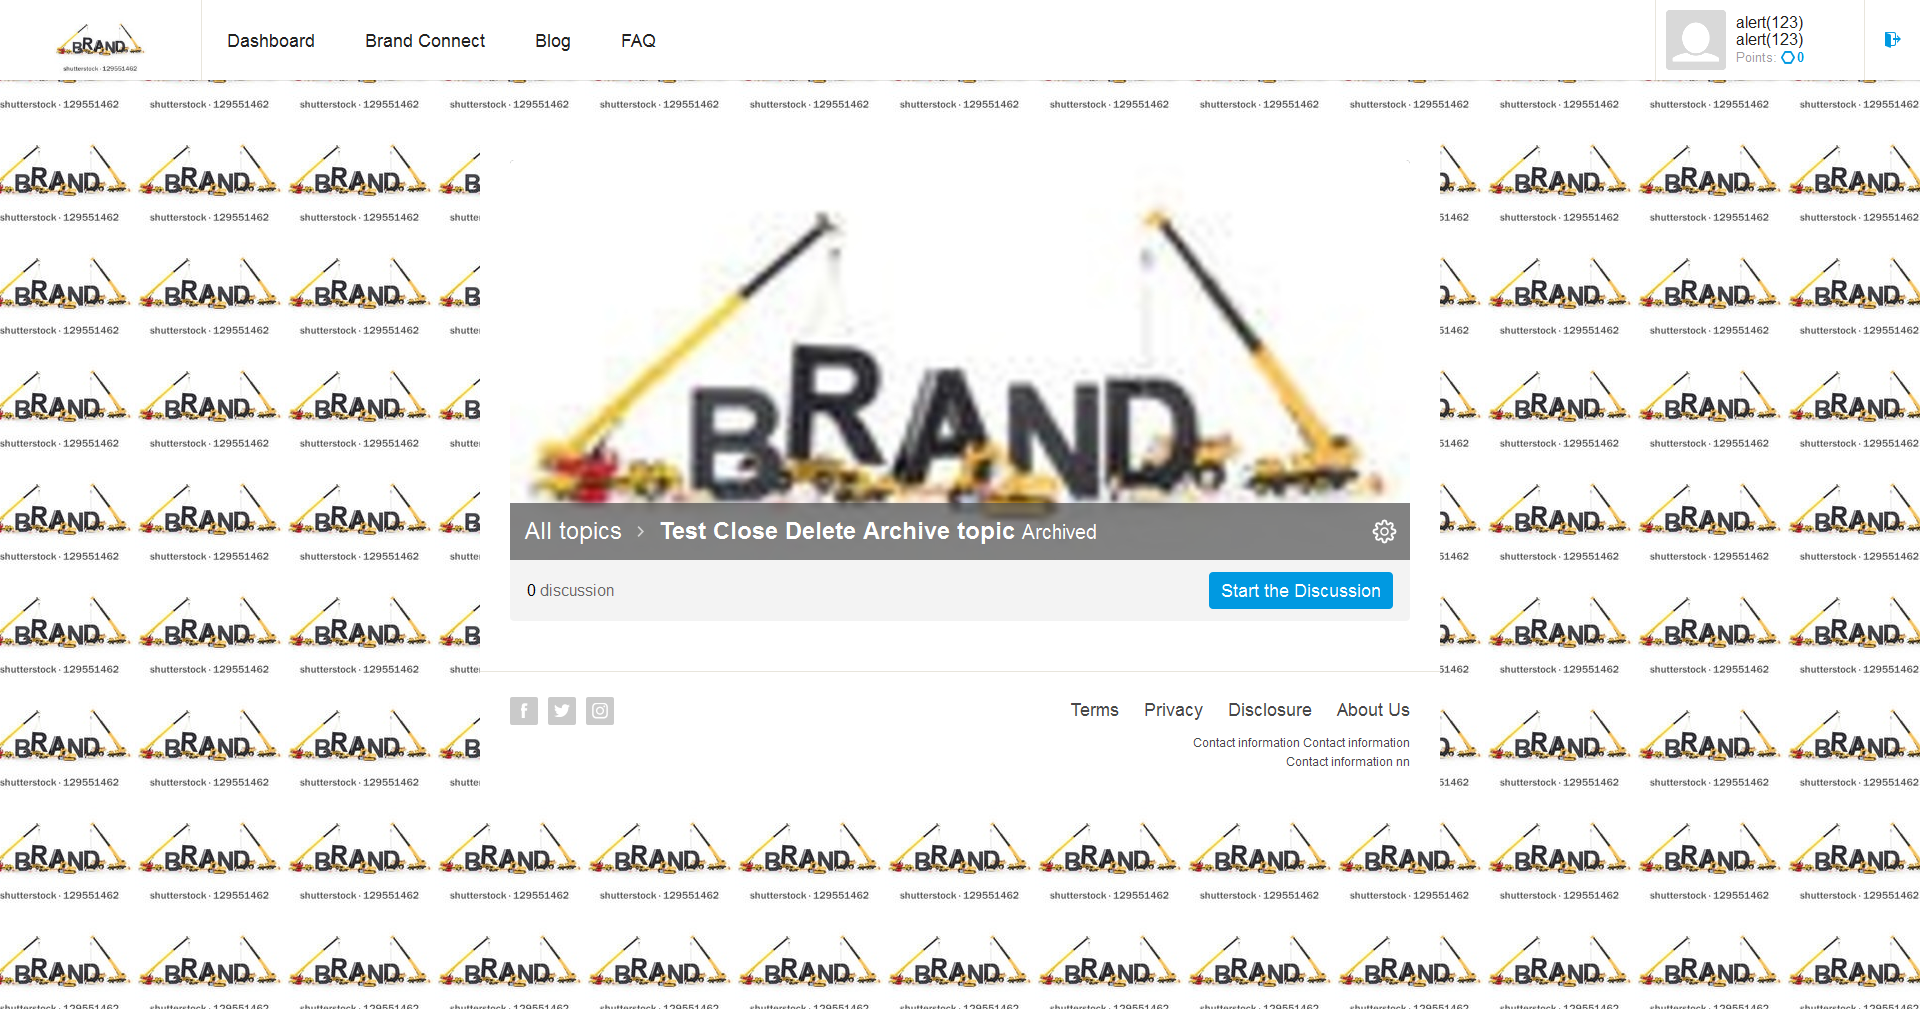 BRAND
shutterstock · 129551462
Dashboard
Brand Connect
Blog
FAQ
alert(123)
alert(123)
Points: 0
BRAND
All topics > Test Close Delete Archive topic Archived
0 discussion
Start the Discussion
Terms
Privacy
Disclosure
About Us
Contact information Contact information
Contact information nn